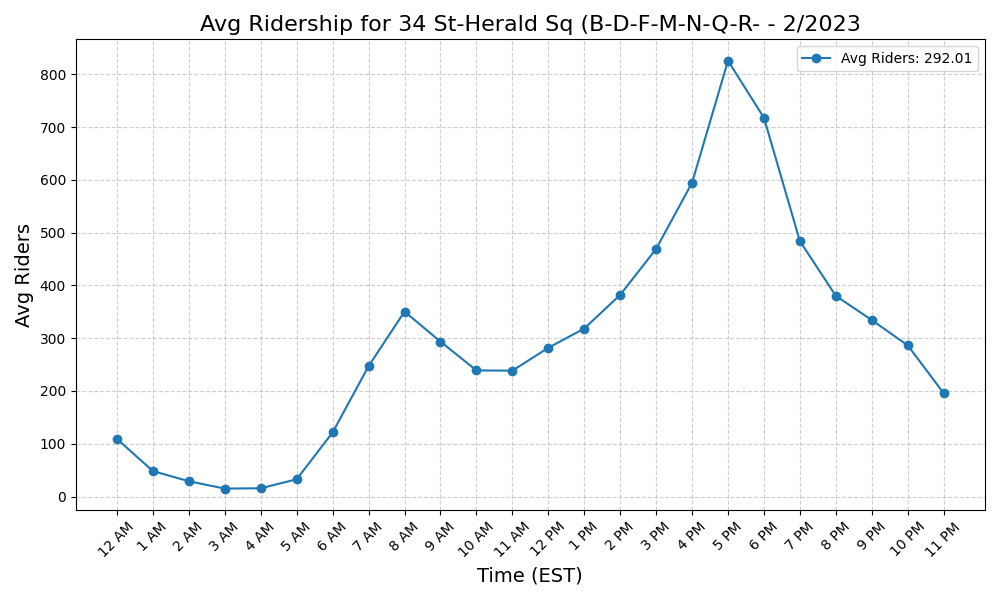 Avg Ridership for 34 St-Herald Sq (B-D-F-M-N-Q-R- - 2/2023
Avg Riders: 292.01
Avg Riders
800
700
600
500
400
300
200
100
0
12 AM
1 AM
2 AM
3 AM
4 AM
5 AM
6 AM
7 AM
8 AM
9 AM
10 AM
11 AM
12 PM
1 PM
2 PM
3 PM
4 PM
5 PM
6 PM
7 PM
8 PM
9 PM
10 PM
11 PM
Time (EST)